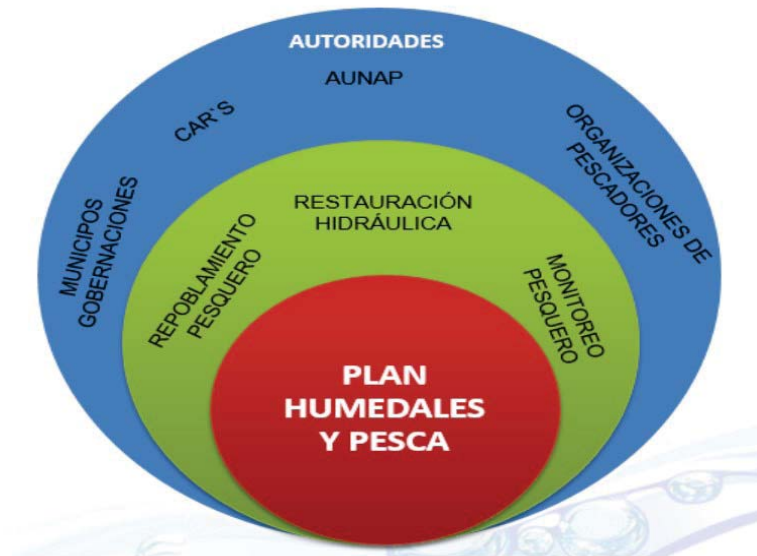 AUTORIDADES
AUNAP
CAR`S
MUNICIPOS
GOBERNACIONES
ORGANIZACIONES DE
PESCADORES
RESTAURACIÓN
HIDRÁULICA
REPOBLAMIENTO
PESQUERO
MONITOREO
PESQUERO
PLAN
HUMEDALES
Y PESCA